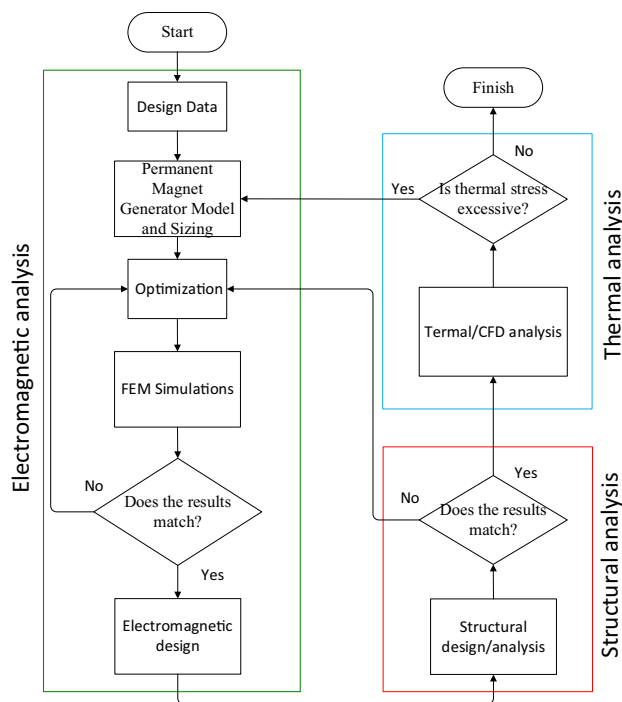 Start
Design Data
Permanent
Magnet
Generator Model
and Sizing
Optimization
FEM Simulations
No
Does the results
match?
Yes
Electromagnetic
design
Electromagnetic analysis
Finish
No
Yes
Is thermal stress
excessive?
Termal/CFD analysis
Thermal analysis
Yes
No
Does the results
match?
Structural
design/analysis
Structural analysis